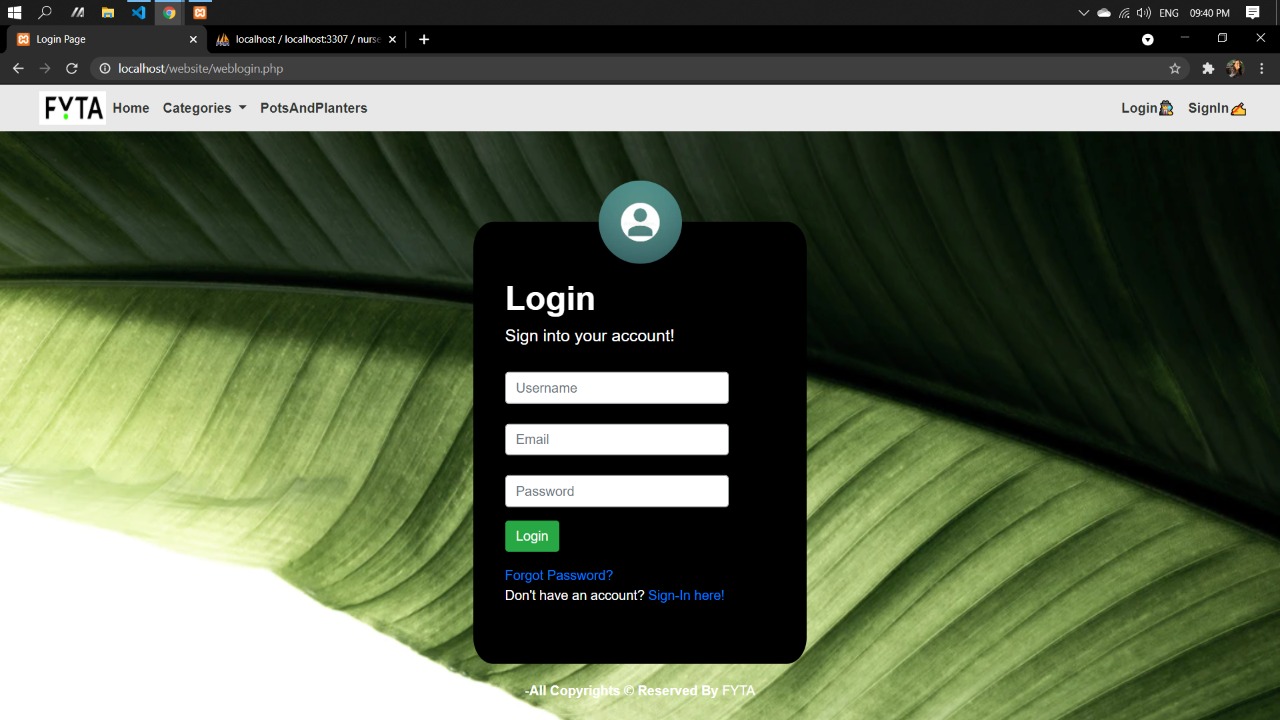 ENG 09:40 PM
Login Page
localhost / localhost:3307 / nurse
localhost/website/weblogin.php
FYTA Home Categories PotsAndPlanters Login SignIn
Login
Sign into your account!
Username
Email
Password
Login
Forgot Password?
Don't have an account? Sign-In here!
-All Copyrights © Reserved By FYTA